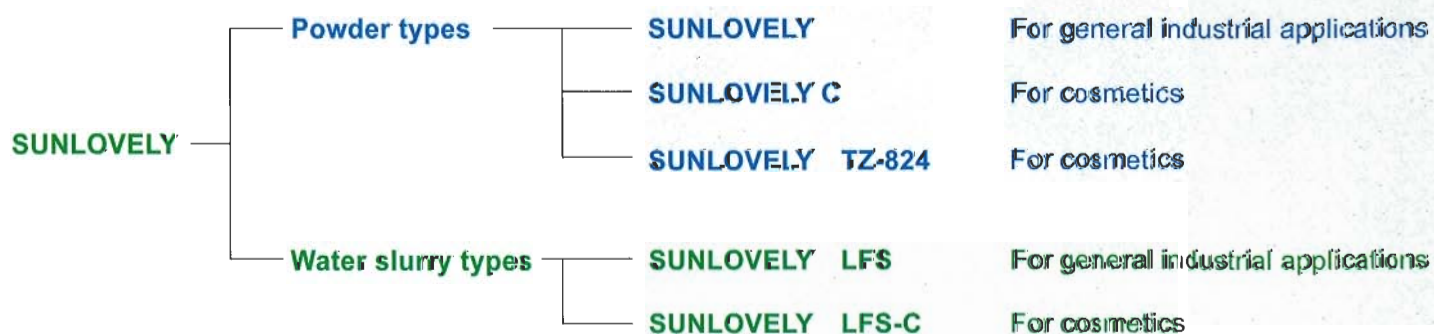 Powder types SUNLOVELY For general industrial applications
SUNLOVELY C For cosmetics
SUNLOVELY
SUNLOVELY TZ-824 For cosmetics
Water slurry types SUNLOVELY LFS For general industrial applications
SUNLOVELY LFS-C For cosmetics